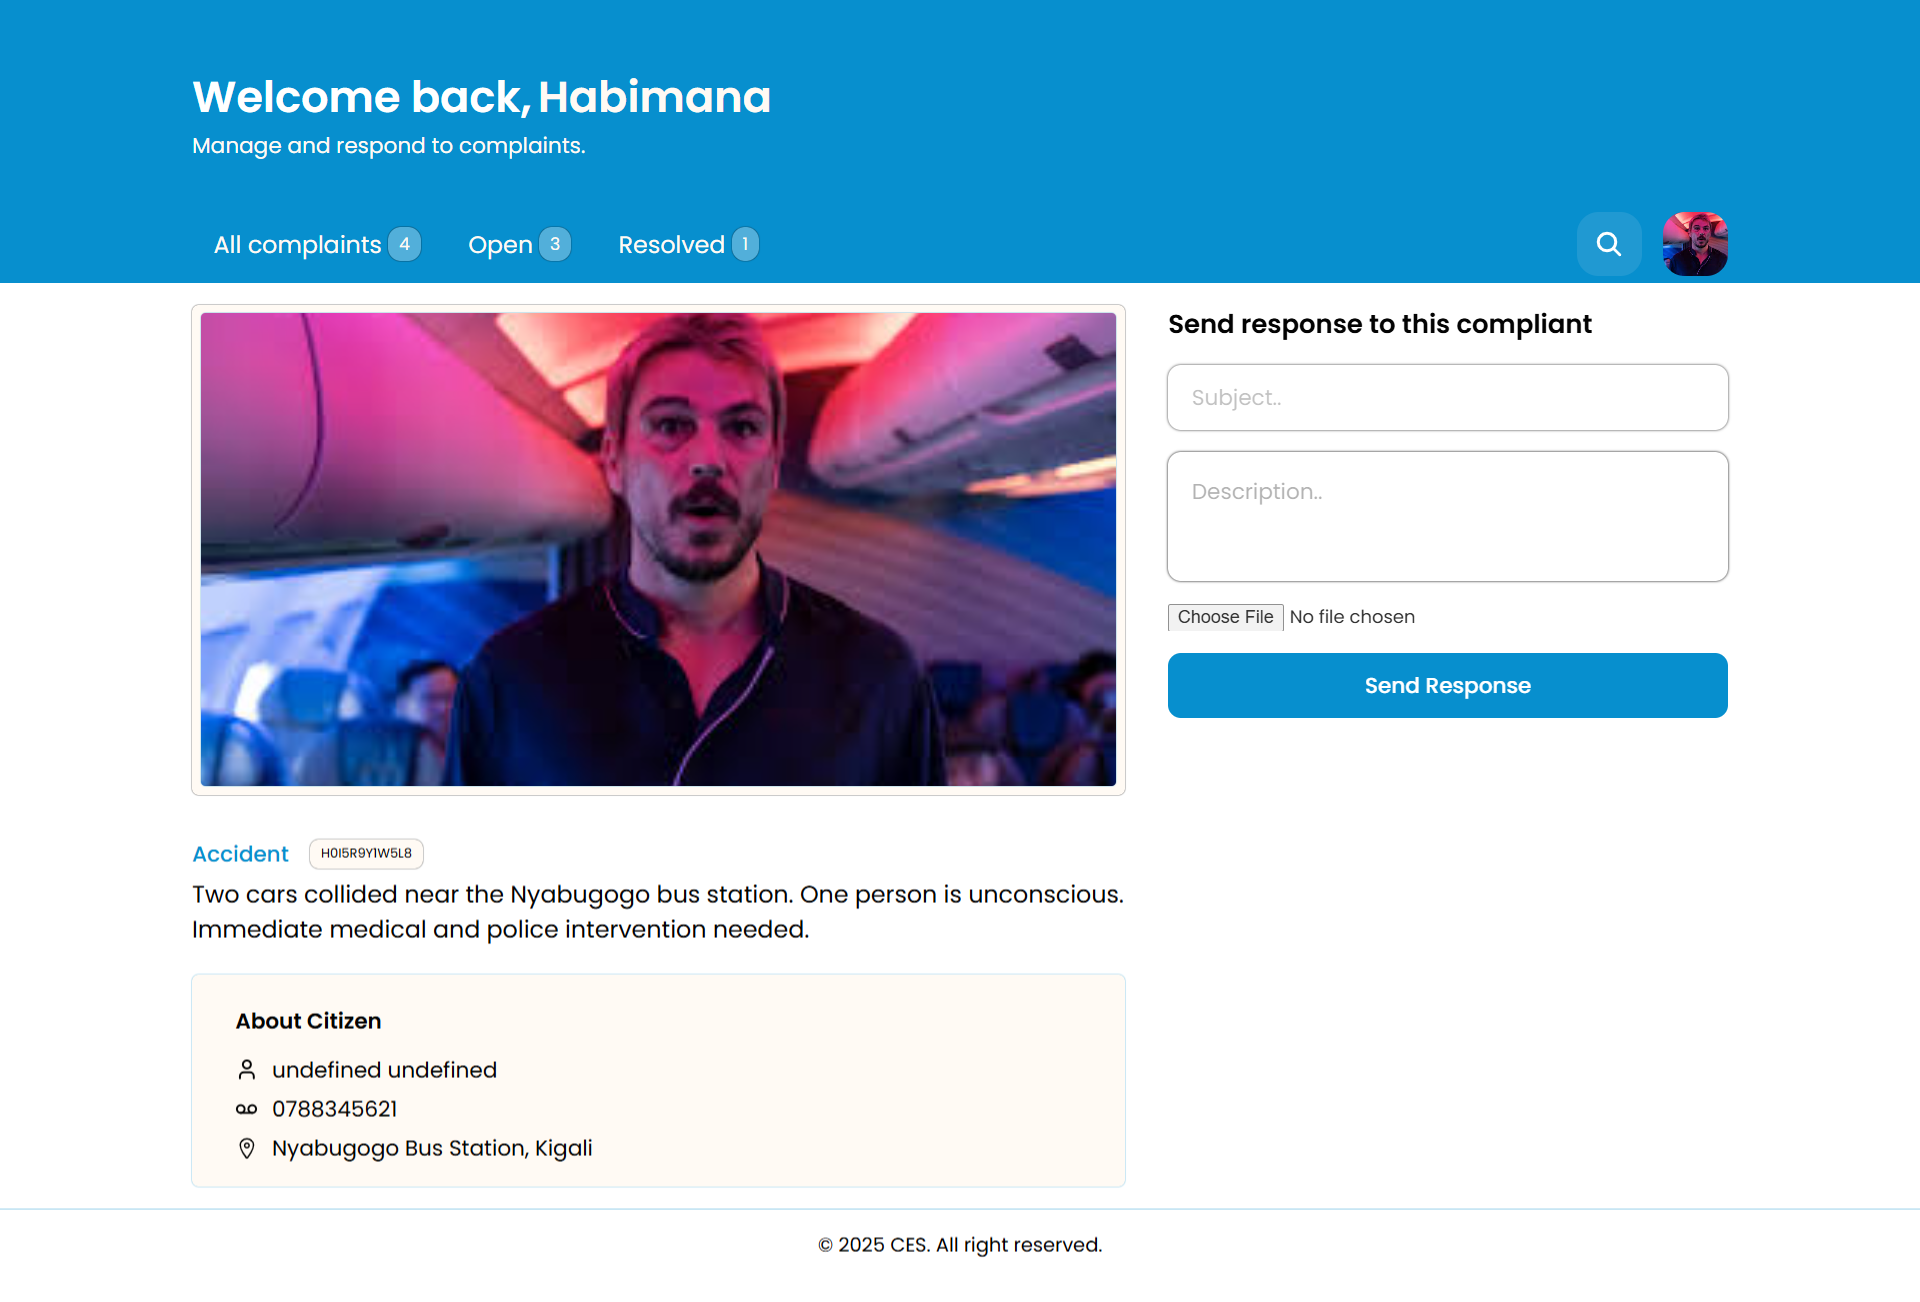 Welcome back, Habimana
Manage and respond to complaints.
All complaints 4 Open 3 Resolved 1
Send response to this compliant
Subject..
Description..
Choose File No file chosen
Send Response
Accident H0I5R9Y1W5L8
Two cars collided near the Nyabugogo bus station. One person is unconscious.
Immediate medical and police intervention needed.
About Citizen
undefined undefined
0788345621
Nyabugogo Bus Station, Kigali
© 2025 CES. All right reserved.